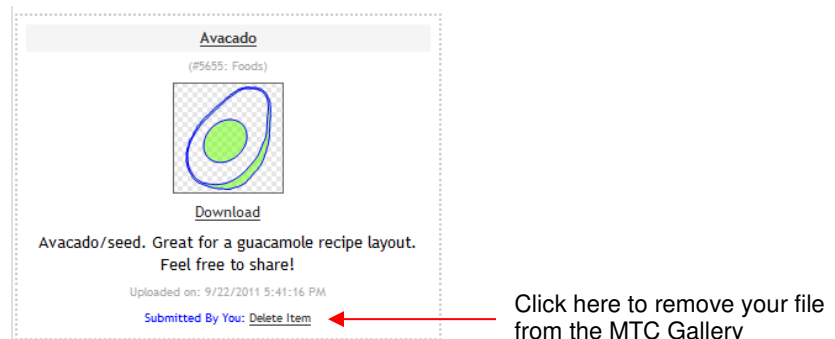 Avacado
(#5655: Foods)
Download
Avacado/seed. Great for a guacamole recipe layout.
Feel free to share!
Uploaded on: 9/22/2011 5:41:16 PM
Submitted By You: Delete Item
Click here to remove your file
from the MTC Gallery